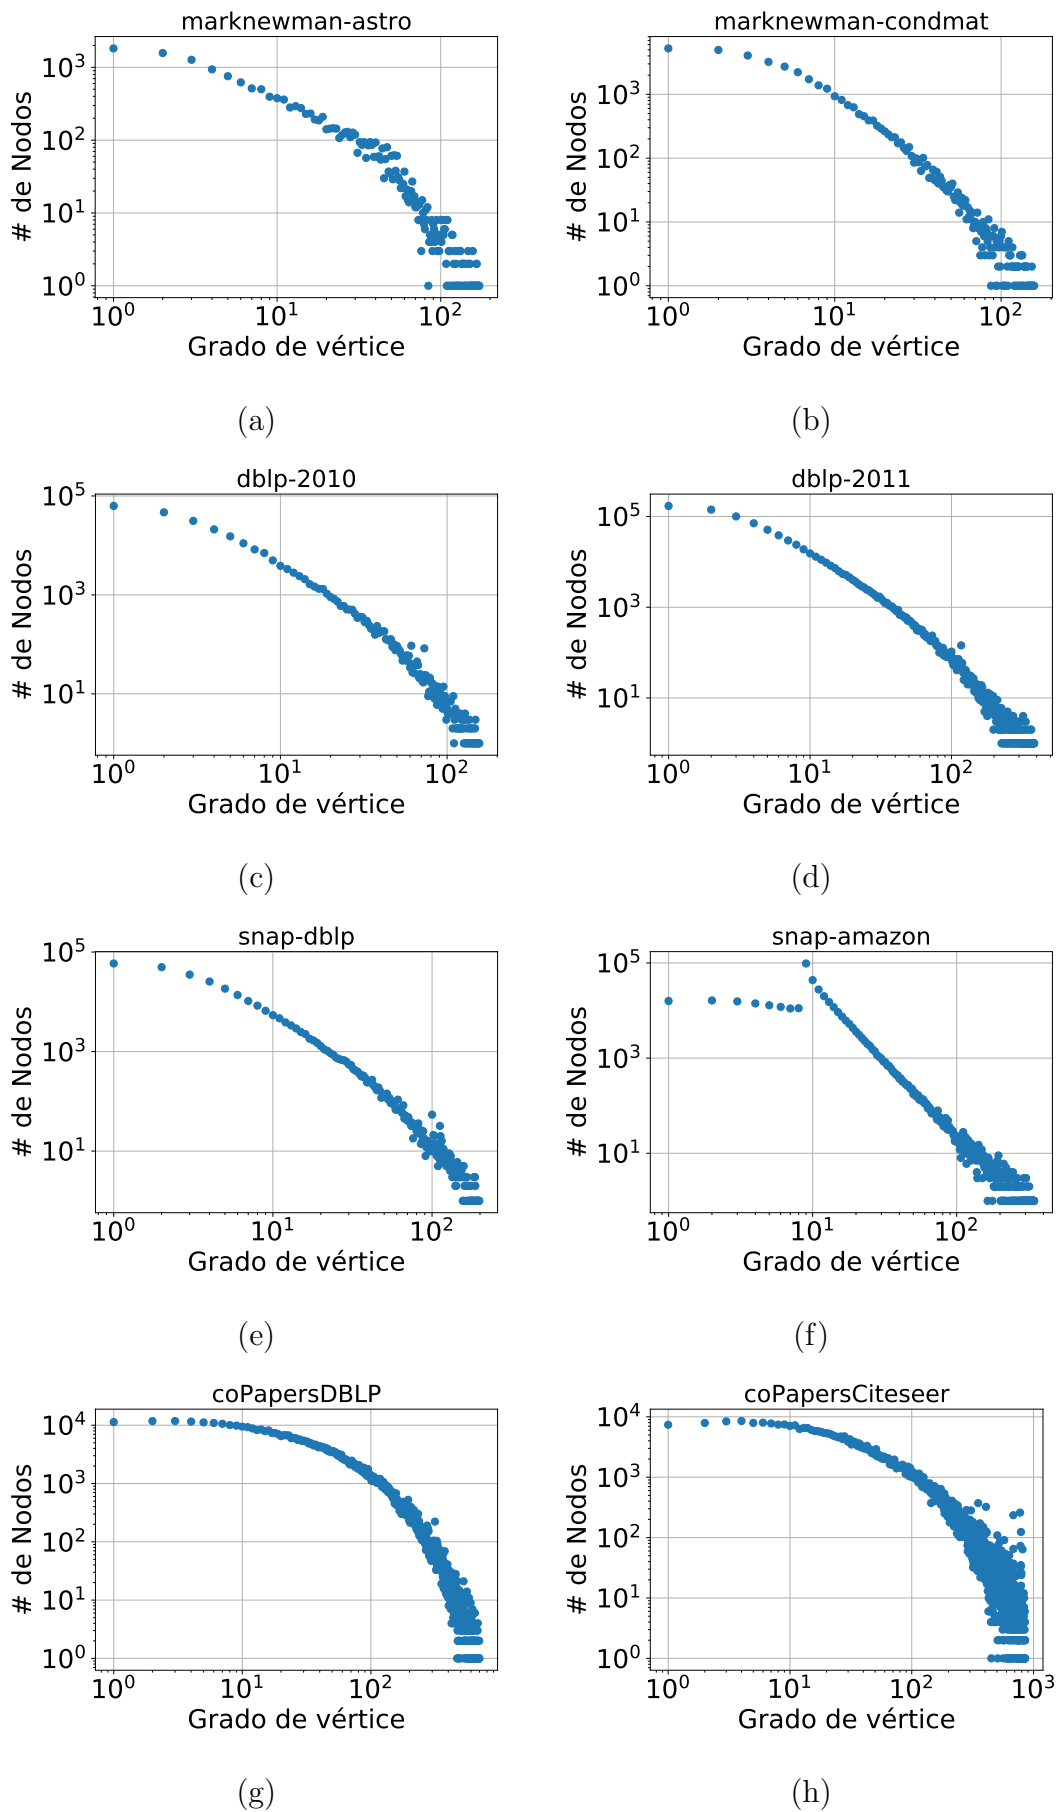 marknewman-astro
10^3
10^2
10^1
10^0
# de Nodos
10^0 10^1 10^2
Grado de vértice
(a)
marknewman-condmat
10^3
10^2
10^1
10^0
# de Nodos
10^0 10^1 10^2
Grado de vértice
(b)
dblp-2010
10^5
10^3
10^1
# de Nodos
10^0 10^1 10^2
Grado de vértice
(c)
dblp-2011
10^5
10^3
10^1
# de Nodos
10^0 10^1 10^2
Grado de vértice
(d)
snap-dblp
10^5
10^3
10^1
# de Nodos
10^0 10^1 10^2
Grado de vértice
(e)
snap-amazon
10^5
10^3
10^1
# de Nodos
10^0 10^1 10^2
Grado de vértice
(f)
coPapersDBLP
10^4
10^3
10^2
10^1
10^0
# de Nodos
10^0 10^1 10^2
Grado de vértice
(g)
coPapersCiteseer
10^4
10^3
10^2
10^1
10^0
# de Nodos
10^0 10^1 10^2 10^3
Grado de vértice
(h)